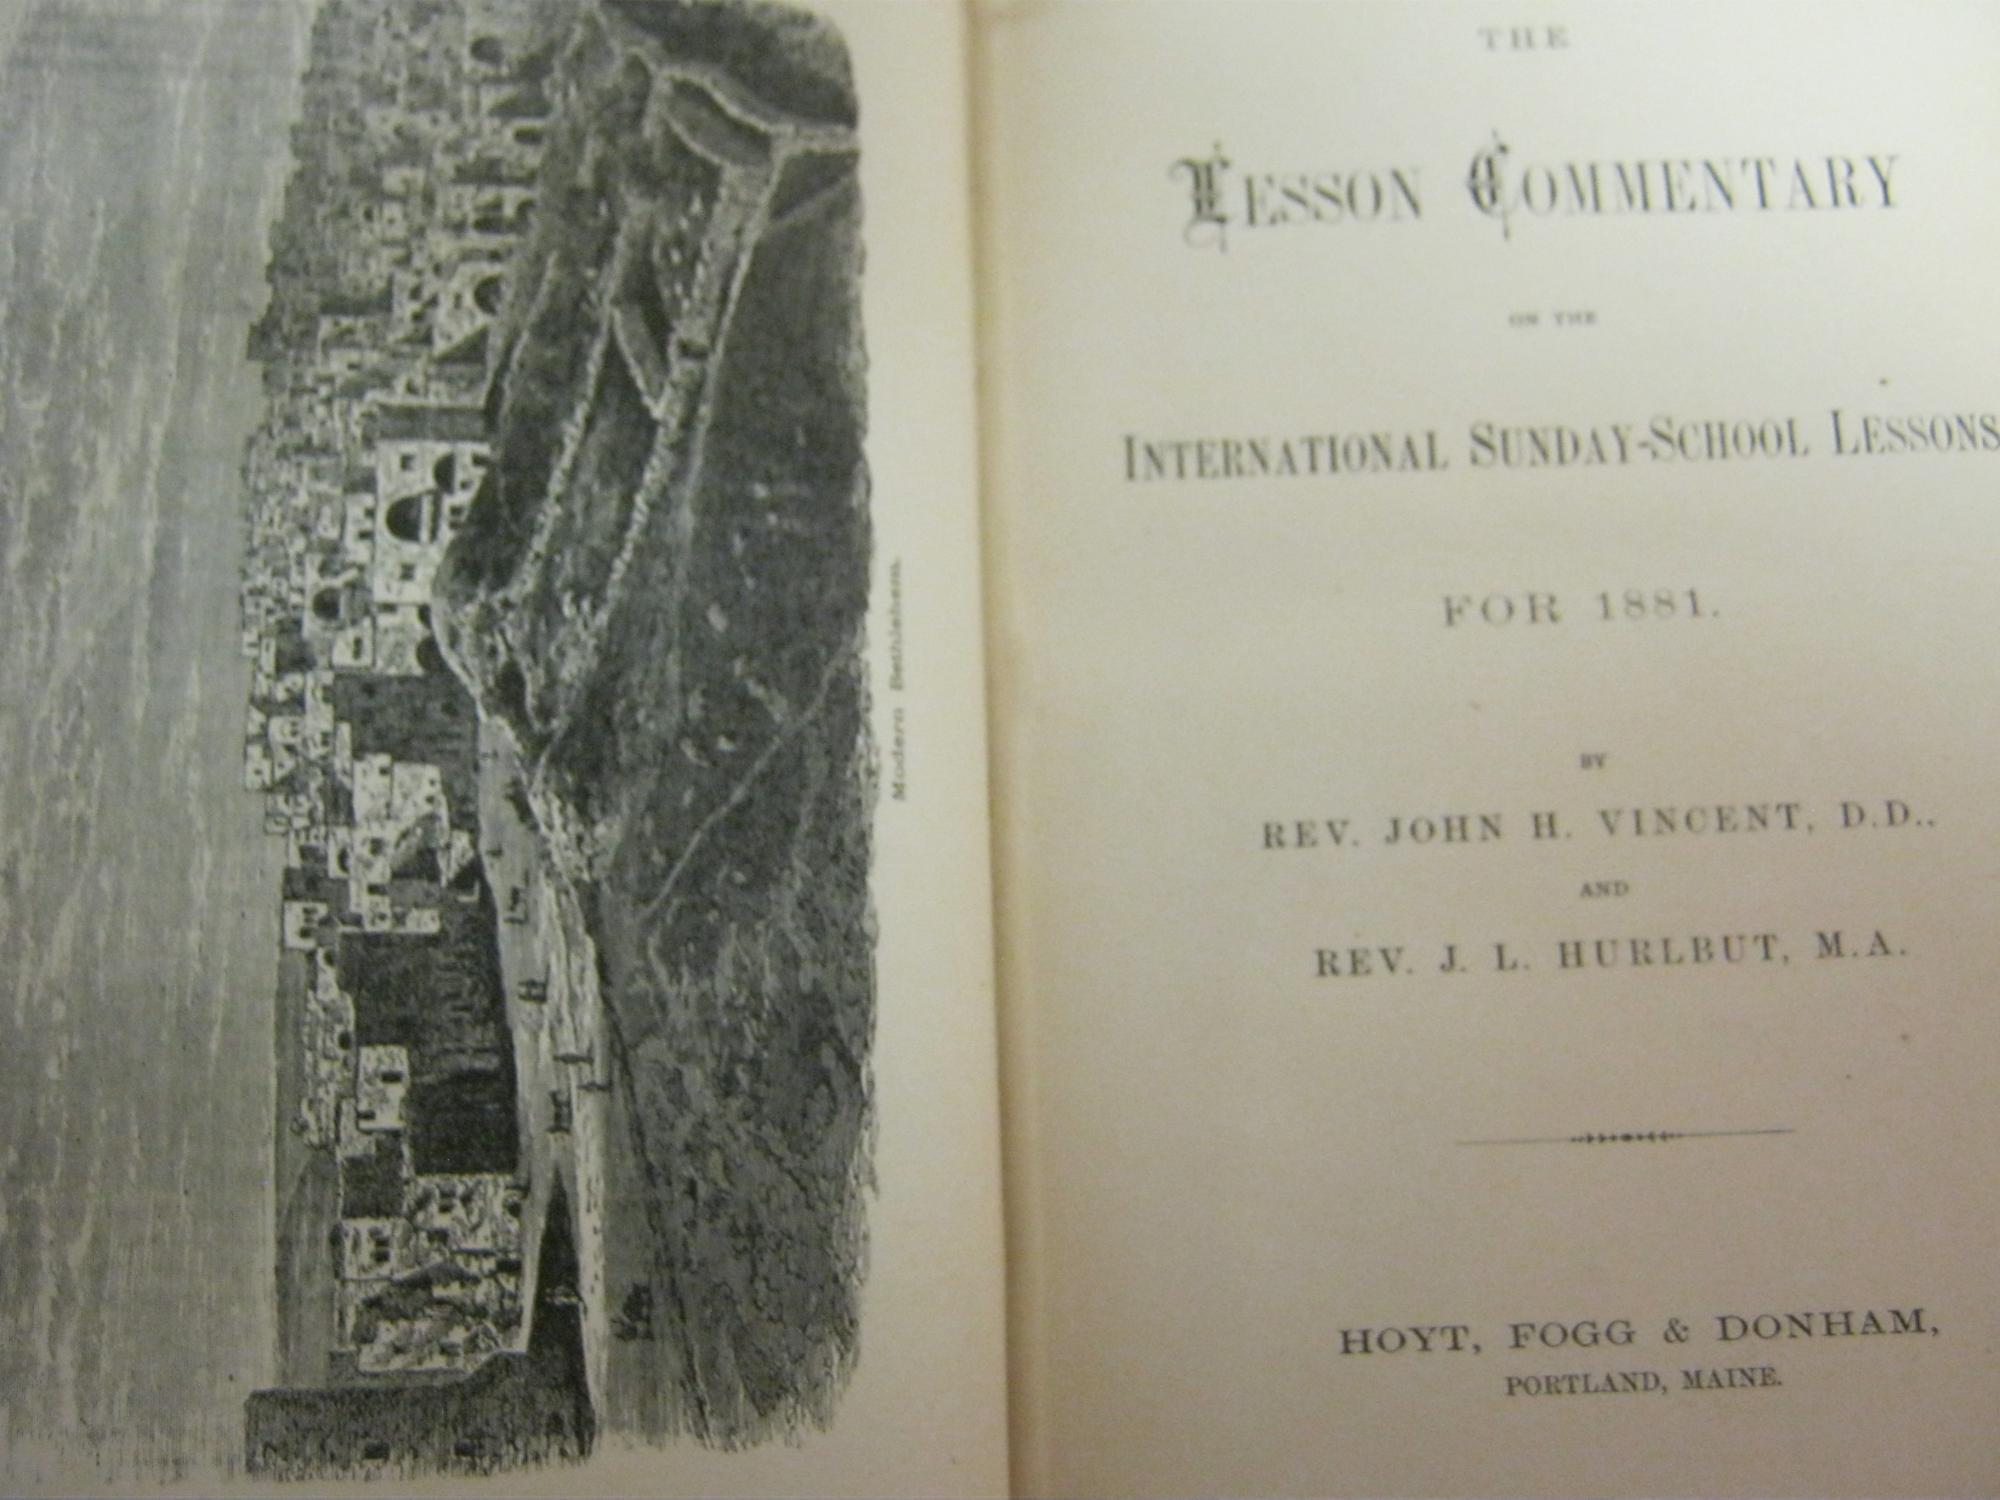 Modern Bethlehem.
THE
LESSON COMMENTARY
ON THE
INTERNATIONAL SUNDAY-SCHOOL LESSONS
FOR 1881.
BY
REV. JOHN H. VINCENT, D.D.,
AND
REV. J. L. HURLBUT, M.A.
HOYT, FOGG & DONHAM,
PORTLAND, MAINE.